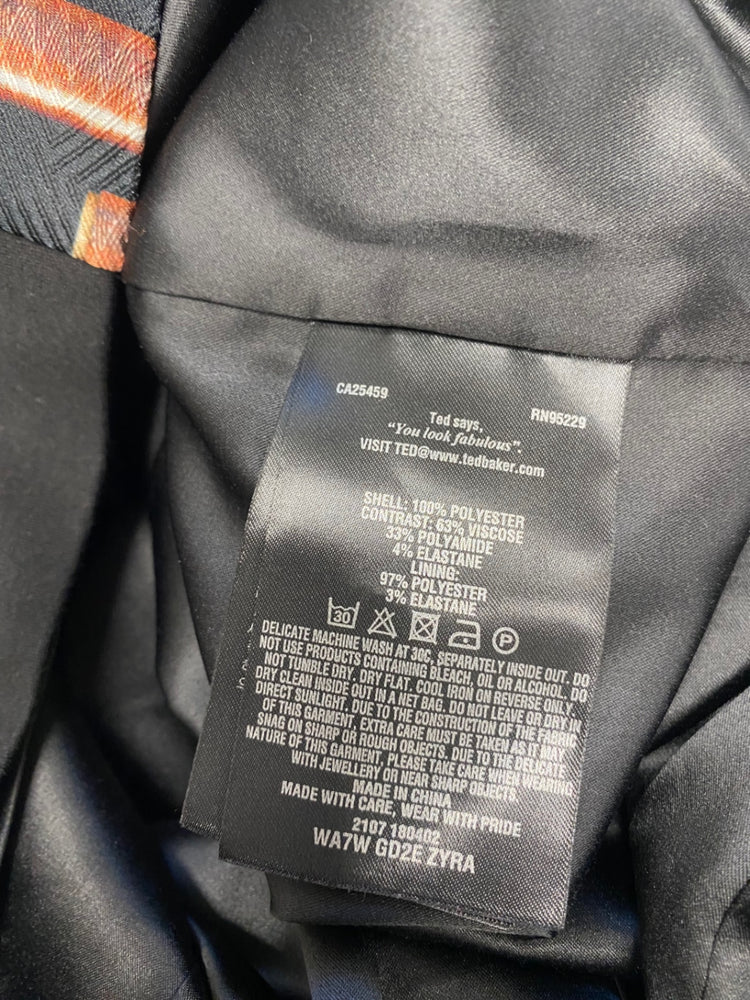 CA25459
RN95229
Ted says,
"You look fabulous".
VISIT TED@www.tedbaker.com
SHELL: 100% POLYESTER
CONTRAST: 63% VISCOSE
33% POLYAMIDE
4% ELASTANE
LINING:
97% POLYESTER
3% ELASTANE
30 P
DELICATE MACHINE WASH AT 30C, SEPARATELY INSIDE OUT. DO
NOT USE PRODUCTS CONTAINING BLEACH, OIL OR ALCOHOL. DO
NOT TUMBLE DRY. DRY FLAT. COOL IRON ON REVERSE ONLY.
DRY CLEAN INSIDE OUT IN A NET BAG. DO NOT LEAVE OR DRY IN
DIRECT SUNLIGHT. DUE TO THE CONSTRUCTION OF THE FABRIC
OF THIS GARMENT. EXTRA CARE MUST BE TAKEN AS IT MAY
SNAG ON SHARP OR ROUGH OBJECTS. DUE TO THE DELICATE
NATURE OF THIS GARMENT. PLEASE TAKE CARE WHEN WEARING
WITH JEWELLERY OR NEAR SHARP OBJECTS.
MADE IN CHINA
MADE WITH CARE, WEAR WITH PRIDE
2107 180402
WA7W GD2E ZYRA